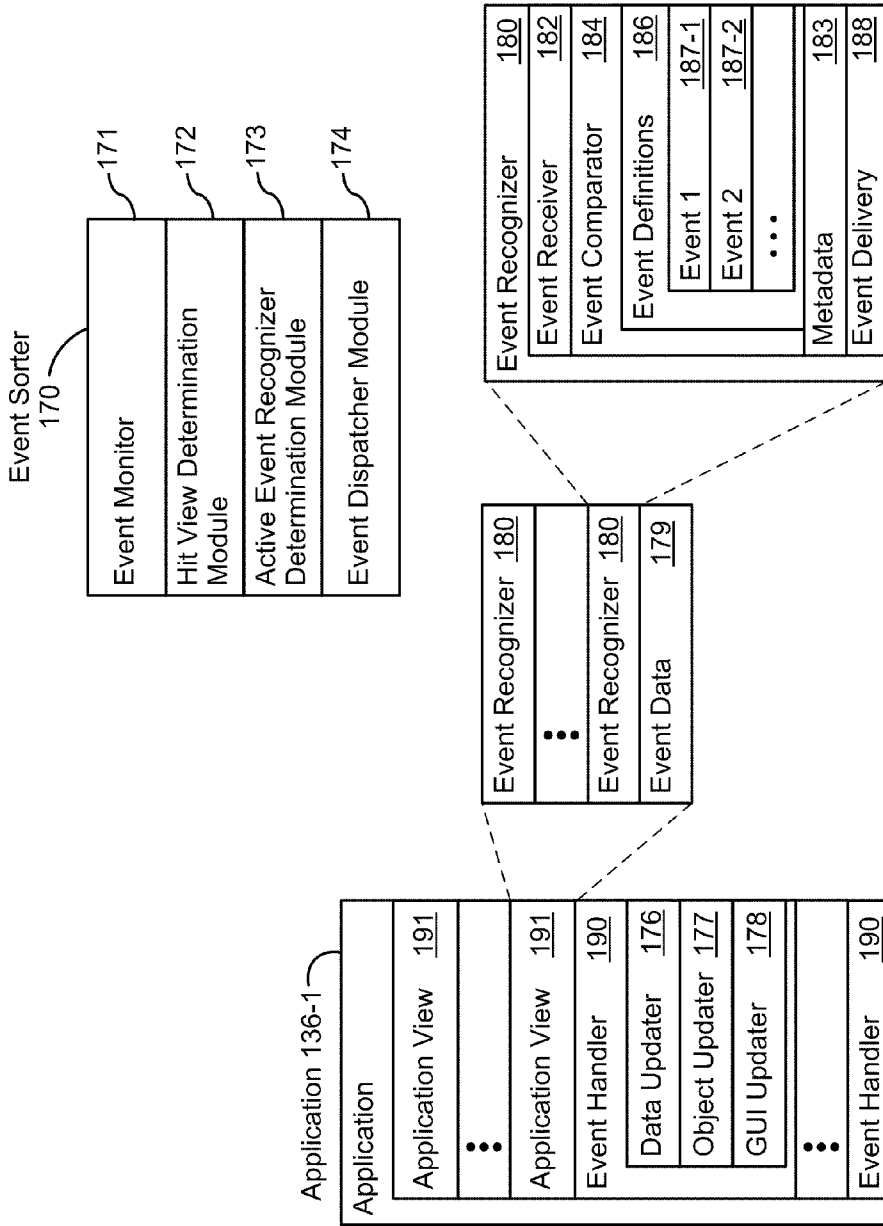 Event Sorter
170
Event Monitor
171
Hit View Determination
Module
172
Active Event Recognizer
Determination Module
173
Event Dispatcher Module
174
Application 136-1
Application
Application View 191
•••
Application View 191
Event Handler 190
Data Updater 176
Object Updater 177
GUI Updater 178
•••
Event Handler 190
Event Recognizer 180
•••
Event Recognizer 180
Event Data 179
Event Recognizer 180
Event Receiver 182
Event Comparator 184
Event Definitions 186
Event 1 187-1
Event 2 187-2
•••
Metadata 183
Event Delivery 188